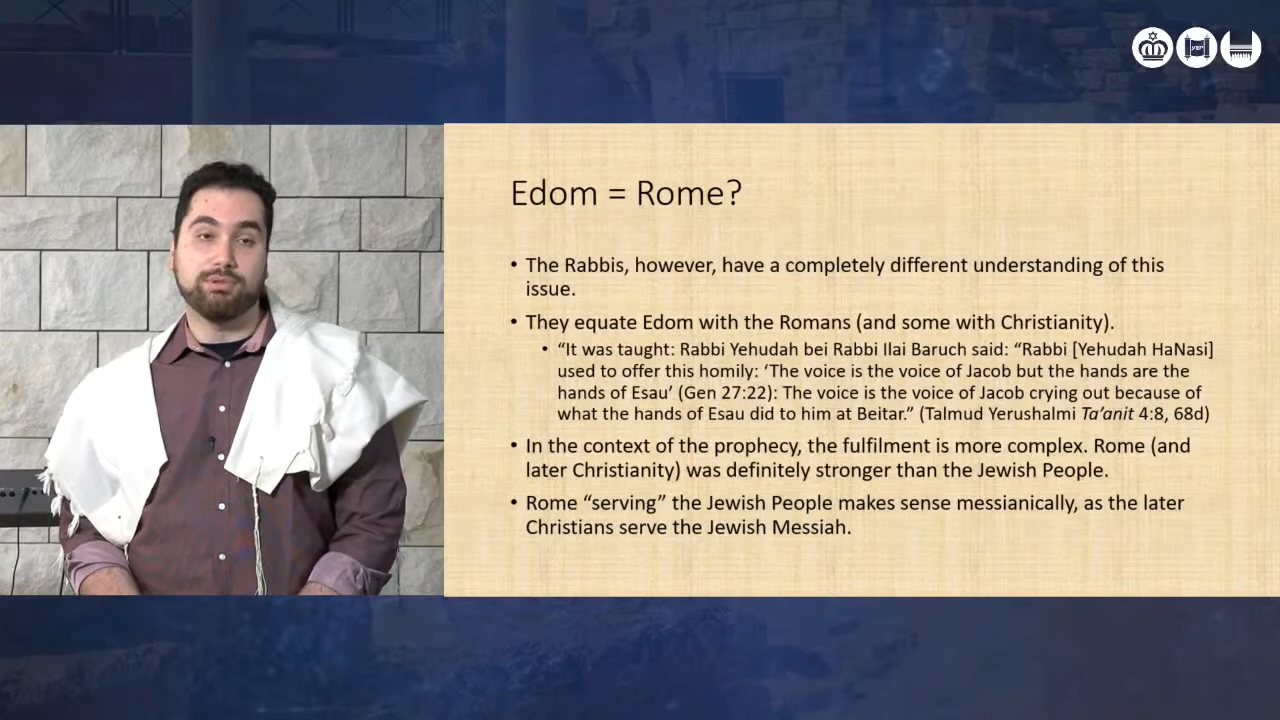 Edom = Rome?
• The Rabbis, however, have a completely different understanding of this
issue.
• They equate Edom with the Romans (and some with Christianity).
• “It was taught: Rabbi Yehudah bei Rabbi Ilai Baruch said: “Rabbi [Yehudah HaNasi]
used to offer this homily: ‘The voice is the voice of Jacob but the hands are the
hands of Esau’ (Gen 27:22): The voice is the voice of Jacob crying out because of
what the hands of Esau did to him at Beitar.” (Talmud Yerushalmi Ta’anit 4:8, 68d)
• In the context of the prophecy, the fulfilment is more complex. Rome (and
later Christianity) was definitely stronger than the Jewish People.
• Rome “serving” the Jewish People makes sense messianically, as the later
Christians serve the Jewish Messiah.